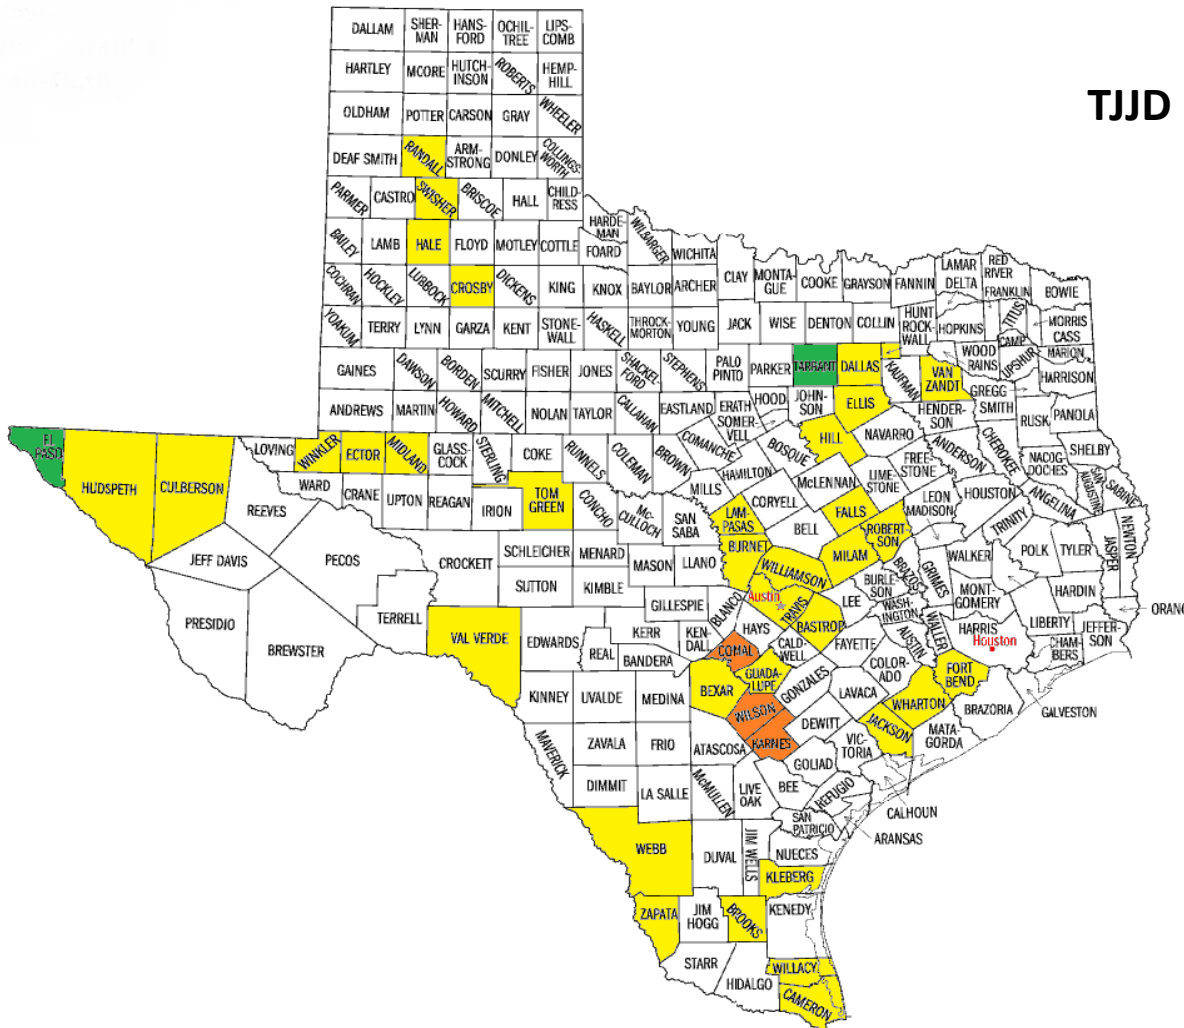 TJJD
DALLAM
SHER-
MAN
HANS-
FORD
OCHIL-
TREE
LIPS-
COMB
HARTLEY
MOORE
HUTCH-
INSON
ROBERTS
HEMP-
HILL
OLDHAM
POTTER
CARSON
GRAY
WHEELER
DEAF SMITH
RANDALL
ARM-
STRONG
DONLEY
COLLINGS-
WORTH
PARMER
CASTRO
SWISHER
BRISCOE
HALL
CHILD-
RESS
BAILEY
LAMB
HALE
FLOYD
MOTLEY
COTTLE
HARDE-
MAN
FOARD
WILBARGER
WICHITA
COCHRAN
HOCKLEY
LUBBOCK
CROSBY
DICKENS
KING
KNOX
BAYLOR
ARCHER
CLAY
MONTA-
GUE
COOKE
GRAYSON
FANNIN
LAMAR
DELTA
RED
RIVER
FRANKLIN
BOWIE
YOAKUM
TERRY
LYNN
GARZA
KENT
STONE-
WALL
HASKELL
THROCK-
MORTON
YOUNG
JACK
WISE
DENTON
COLLIN
HUNT
ROCK-
WALL
HOPKINS
TITUS
CAMP
MORRIS
CASS
MARION
GAINES
DAWSON
BORDEN
SCURRY
FISHER
JONES
SHACKEL-
FORD
STEPHENS
PALO
PINTO
PARKER
TARRANT
DALLAS
KAUFMAN
VAN
ZANDT
WOOD
RAINS
UPSHUR
GREGG
HARRISON
ANDREWS
MARTIN
HOWARD
MITCHELL
NOLAN
TAYLOR
CALLAHAN
EASTLAND
ERATH
SOMER-
VELL
HOOD
JOHN-
SON
ELLIS
HENDER-
SON
SMITH
RUSK
PANOLA
EL
PASO
HUDSPETH
CULBERSON
LOVING
WINKLER
ECTOR
MIDLAND
GLASS-
COCK
STERLING
COKE
RUNNELS
COLEMAN
BROWN
COMANCHE
HAMILTON
BOSQUE
HILL
NAVARRO
ANDERSON
CHEROKEE
NACOG-
DOCHES
SHELBY
SAN
AUGUSTINE
SABINE
REEVES
WARD
CRANE
UPTON
REAGAN
IRION
TOM
GREEN
CONCHO
Mc-
CULLOCH
SAN
SABA
MILLS
LAM-
PASAS
CORYELL
McLENNAN
LIME-
STONE
FREE-
STONE
LEON
MADISON
HOUSTON
ANGELINA
TRINITY
JEFF DAVIS
PECOS
CROCKETT
SCHLEICHER
MENARD
MASON
LLANO
BURNET
BELL
FALLS
ROBERT-
SON
MILAM
WILLIAMSON
BRAZOS
GRIMES
WALKER
POLK
TYLER
JASPER
NEWTON
PRESIDIO
BREWSTER
TERRELL
SUTTON
KIMBLE
GILLESPIE
BLANCO
Austin
TRAVIS
BASTROP
LEE
BURLE-
SON
WASH-
INGTON
MONT-
GOMERY
HARDIN
ORANG
VAL VERDE
EDWARDS
REAL
KERR
BANDERA
KEN-
DALL
HAYS
COMAL
CALD-
WELL
FAYETTE
AUSTIN
WALLER
HARRIS
Houston
LIBERTY
JEFFER-
SON
CHAM-
BERS
KINNEY
UVALDE
MEDINA
BEXAR
GUADA-
LUPE
GONZALES
LAVACA
COLOR-
ADO
WHARTON
FORT
BEND
BRAZORIA
GALVESTON
MAVERICK
ZAVALA
FRIO
ATASCOSA
WILSON
KARNES
DEWITT
VIC-
TORIA
JACKSON
MATA-
GORDA
DIMMIT
LA SALLE
McMULLEN
LIVE
OAK
BEE
GOLIAD
REFUGIO
CALHOUN
ARANSAS
SAN
PATRICIO
WEBB
DUVAL
JIM WELLS
NUECES
KLEBERG
ZAPATA
JIM
HOGG
BROOKS
KENEDY
STARR
HIDALGO
WILLACY
CAMERON